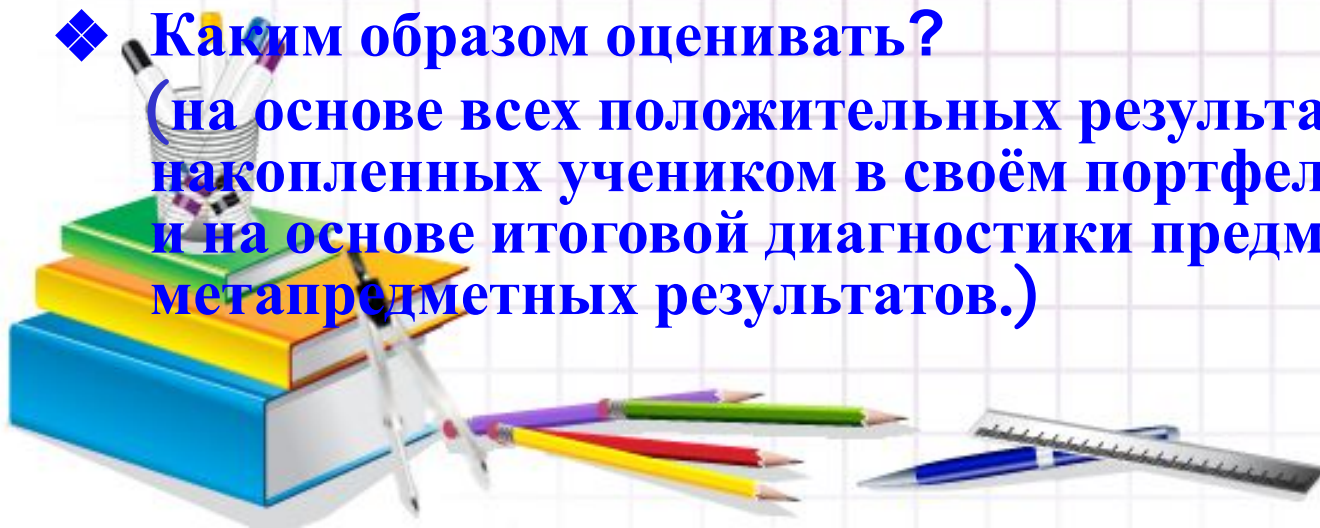 ❖ Каким образом оценивать?
(на основе всех положительных результа
накопленных учеником в своём портфел
и на основе итоговой диагностики предм
метапредметных результатов.)